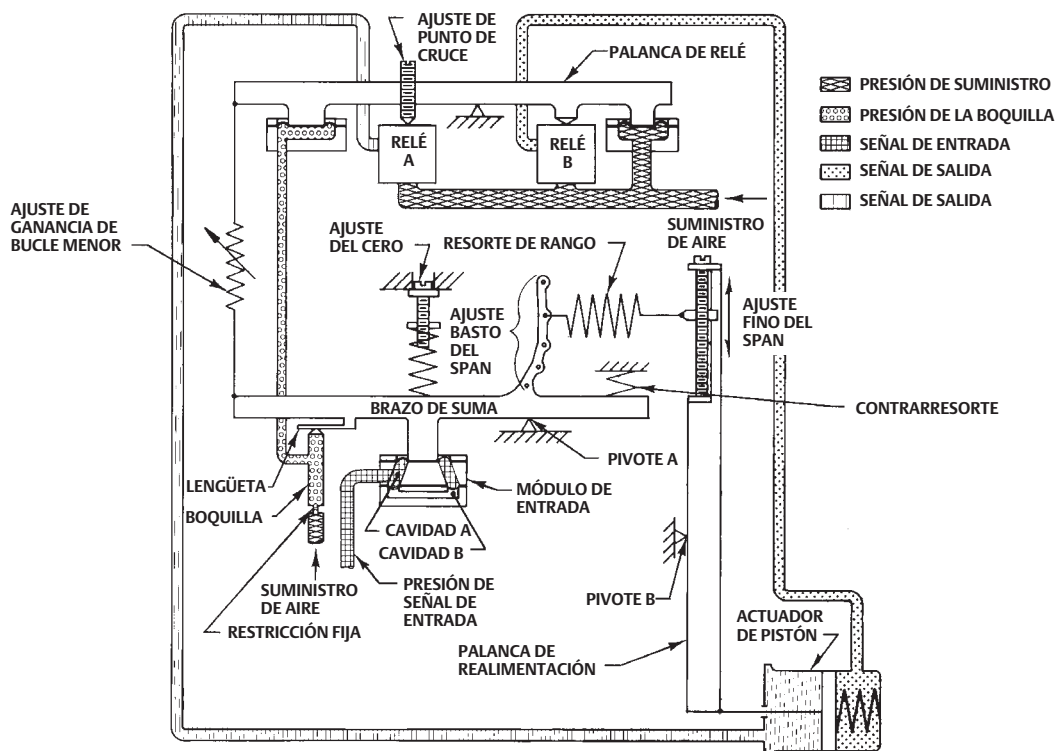 AJUSTE DE
PUNTO DE
CRUCE
PALANCA DE RELÉ
PRESIÓN DE SUMINISTRO
PRESIÓN DE LA BOQUILLA
SEÑAL DE ENTRADA
SEÑAL DE SALIDA
SEÑAL DE SALIDA
RELÉ
A
RELÉ
B
AJUSTE DE
GANANCIA DE
BUCLE MENOR
AJUSTE
DEL CERO
RESORTE DE RANGO
SUMINISTRO
DE AIRE
AJUSTE
BASTO
DEL
SPAN
AJUSTE
FINO DEL
SPAN
BRAZO DE SUMA
CONTRARRESORTE
PIVOTE A
LENGÜETA
BOQUILLA
MÓDULO DE
ENTRADA
CAVIDAD A
CAVIDAD B
SUMINISTRO
DE AIRE
RESTRICCIÓN FIJA
PRESIÓN DE
SEÑAL DE
ENTRADA
PIVOTE B
PALANCA DE
REALIMENTACIÓN
ACTUADOR
DE PISTÓN